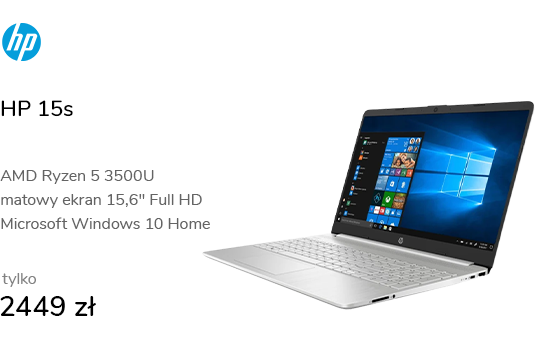 hp
HP 15s
AMD Ryzen 5 3500U
matowy ekran 15,6" Full HD
Microsoft Windows 10 Home
tylko
2449 zł